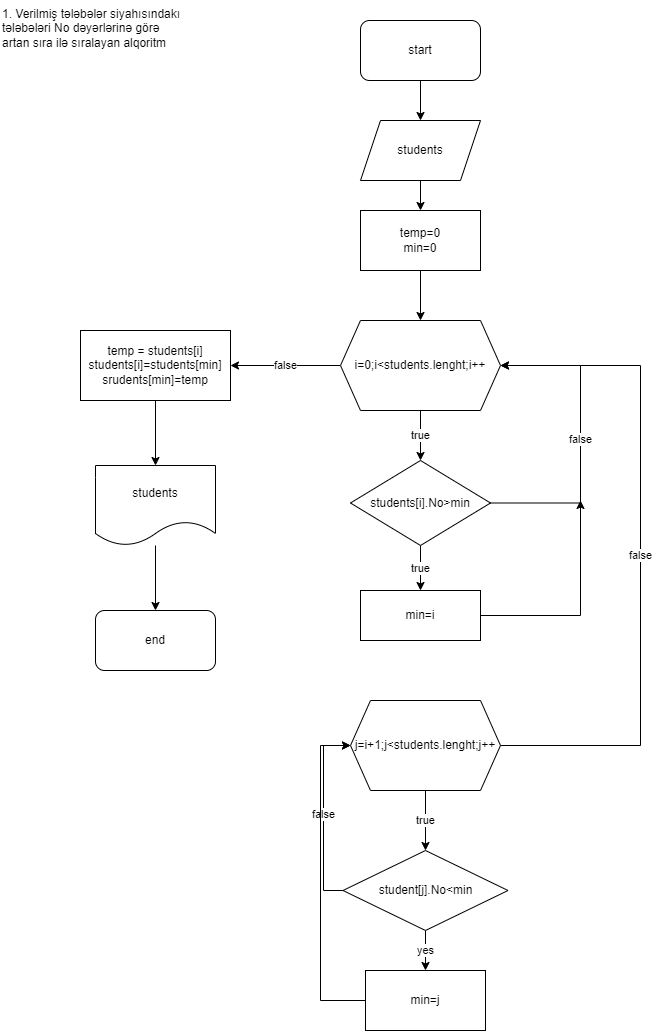 1. Verilmiş tələbələr siyahısındakı
tələbələri No dəyərlərinə görə
artan sıra ilə sıralayan alqoritm
start
students
temp=0
min=0
i=0;i<students.lenght;i++
false
temp = students[i]
students[i]=students[min]
srudents[min]=temp
true
false
students
students[i].No>min
false
true
min=i
end
j=i+1;j<students.lenght;j++
false
true
student[j].No<min
yes
min=j